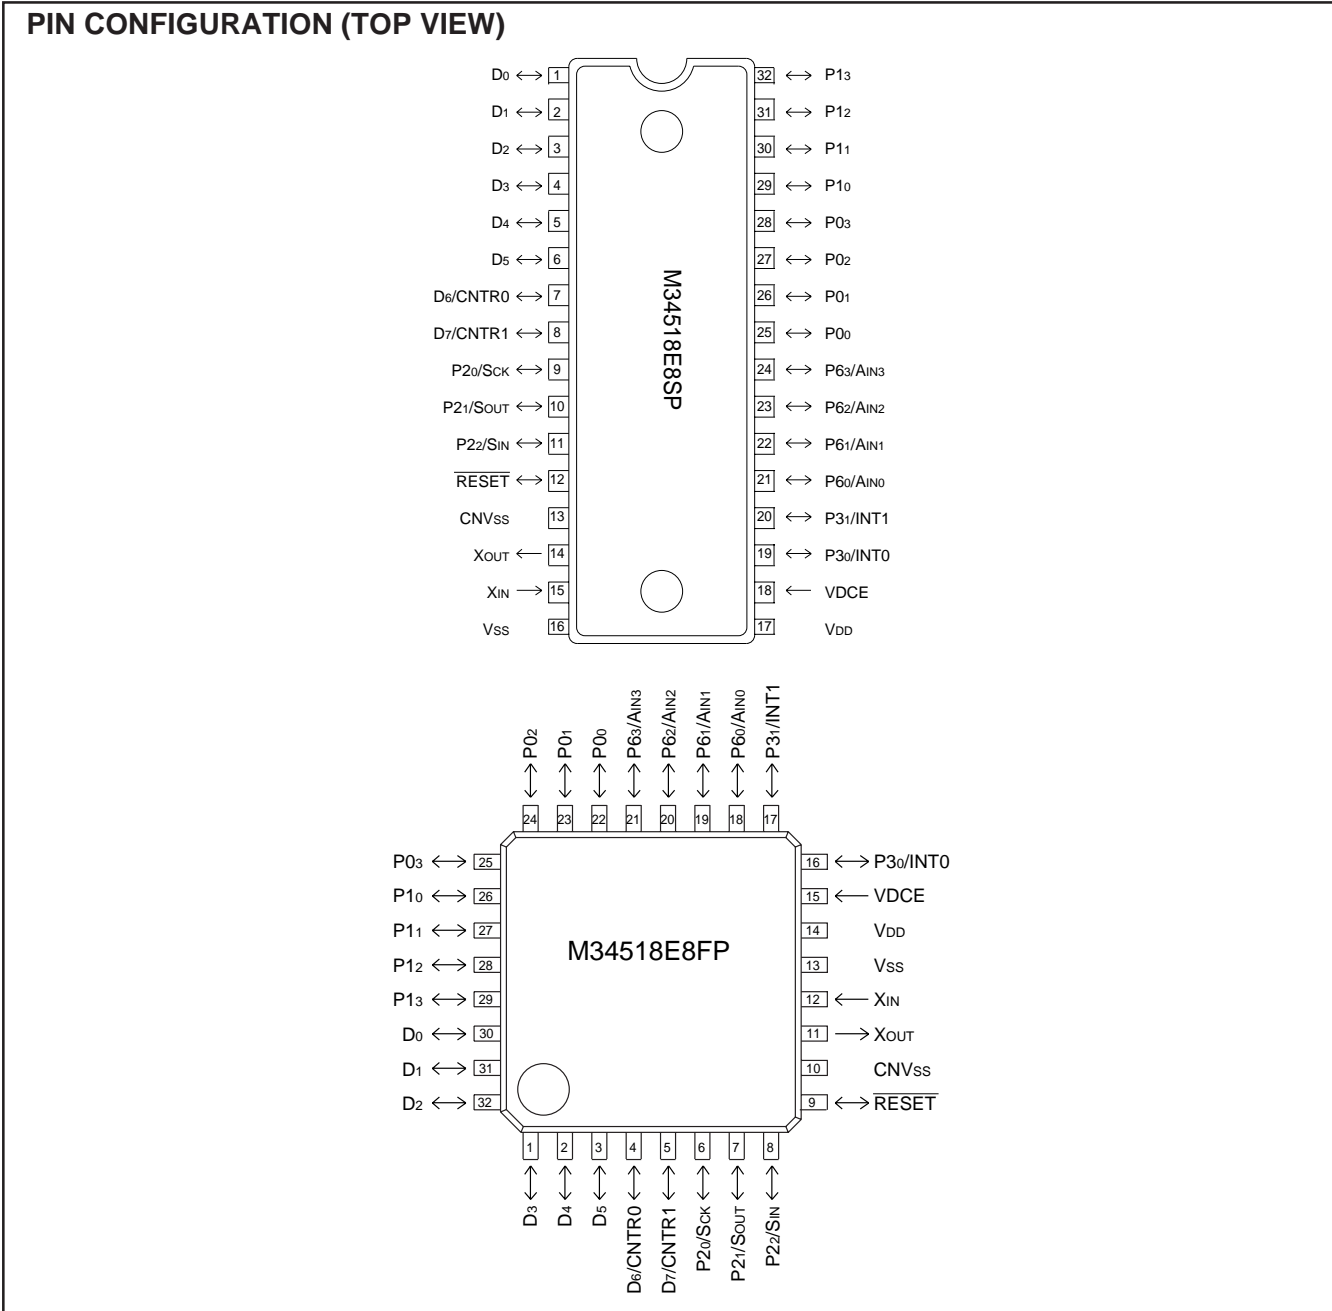 PIN CONFIGURATION (TOP VIEW)
D0 1 32 P13
D1 2 31 P12
D2 3 30 P11
D3 4 29 P10
D4 5 28 P03
D5 6 27 P02
D6/CNTR0 7 26 P01
D7/CNTR1 8 25 P00
P20/SCK 9 24 P63/AIN3
P21/SOUT 10 23 P62/AIN2
P22/SIN 11 22 P61/AIN1
RESET 12 21 P60/AIN0
CNVSS 13 20 P31/INT1
XOUT 14 19 P30/INT0
XIN 15 18 VDCE
VSS 16 17 VDD
M34518E8SP
P02 P01 P00 P63/AIN3 P62/AIN2 P61/AIN1 P60/AIN0 P31/INT1
24 23 22 21 20 19 18 17
P03 25 16 P30/INT0
P10 26 15 VDCE
P11 27 14 VDD
M34518E8FP
P12 28 13 VSS
P13 29 12 XIN
D0 30 11 XOUT
D1 31 10 CNVSS
D2 32 9 RESET
1 2 3 4 5 6 7 8
D3 D4 D5 D6/CNTR0 D7/CNTR1 P20/SCK P21/SOUT P22/SIN